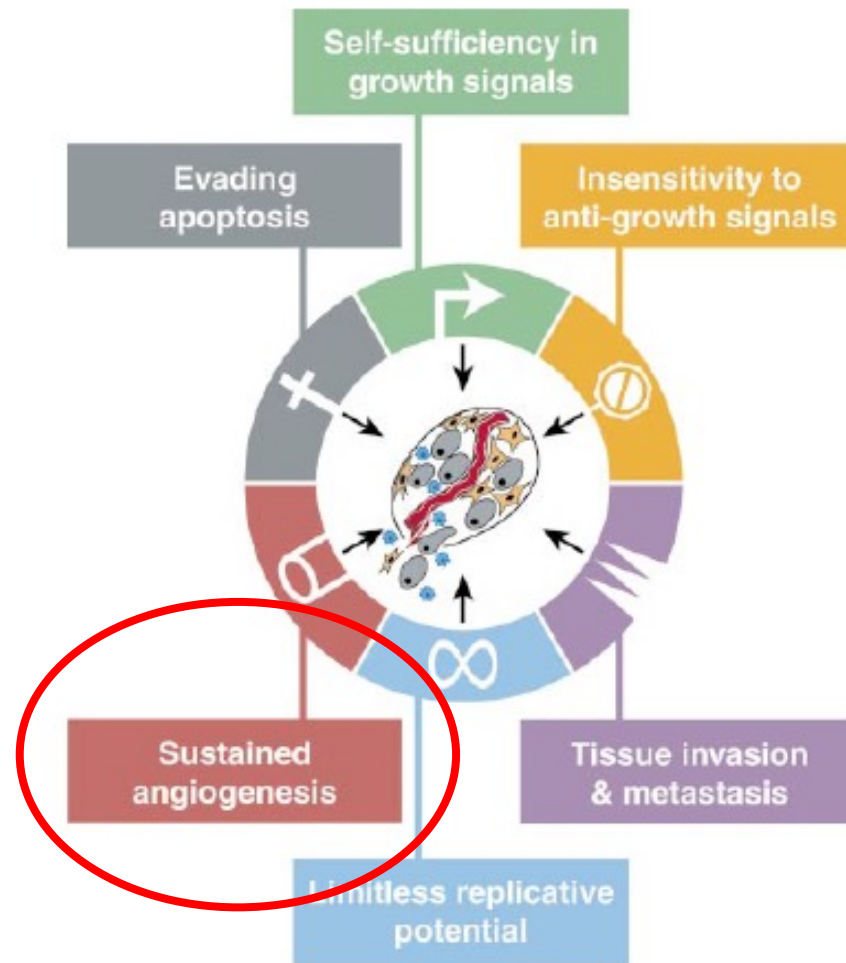 Self-sufficiency in
growth signals
Evading
apoptosis
Insensitivity to
anti-growth signals
Sustained
angiogenesis
Tissue invasion
& metastasis
Limitless replicative
potential